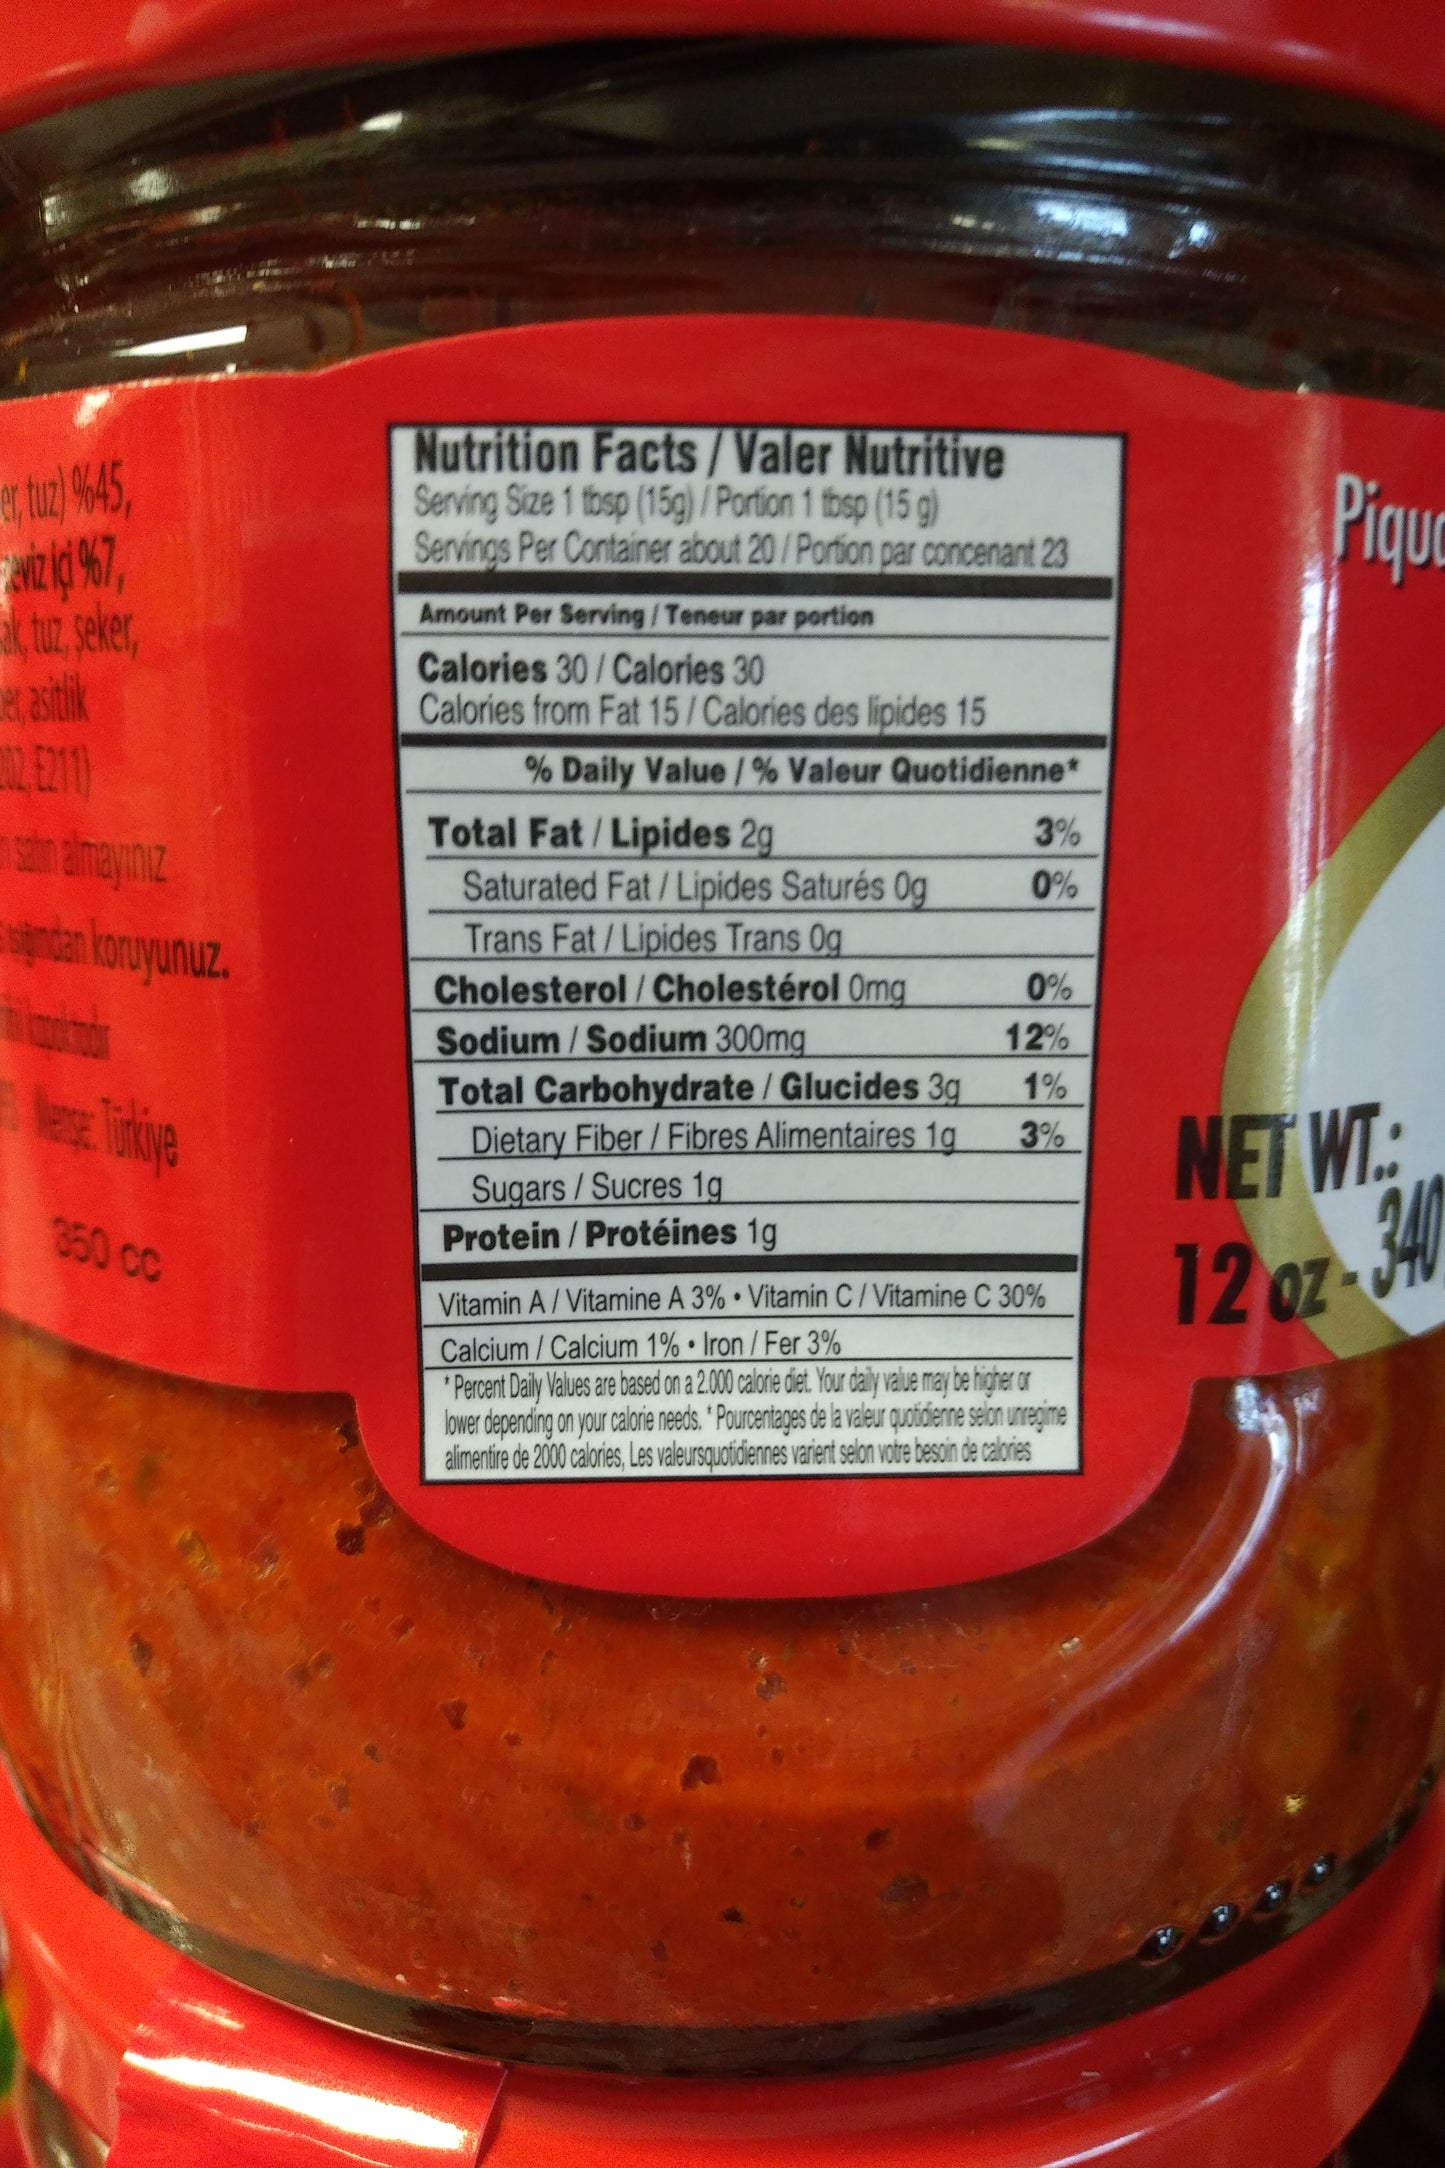 er, tuz) %45,
ceviz içi %7,
tuz, şeker,
asitlik
E211)
satın almayınız
koruyunuz.
Menşe: Türkiye
350 cc
Nutrition Facts / Valer Nutritive
Serving Size 1 tbsp (15g) / Portion 1 tbsp (15 g)
Servings Per Container about 20 / Portion par concenant 23
Amount Per Serving / Teneur par portion
Calories 30 / Calories 30
Calories from Fat 15 / Calories des lipides 15
% Daily Value / % Valeur Quotidienne*
Total Fat / Lipides 2g 3%
Saturated Fat / Lipides Saturés 0g 0%
Trans Fat / Lipides Trans 0g
Cholesterol / Cholestérol 0mg 0%
Sodium / Sodium 300mg 12%
Total Carbohydrate / Glucides 3g 1%
Dietary Fiber / Fibres Alimentaires 1g 3%
Sugars / Sucres 1g
Protein / Protéines 1g
Vitamin A / Vitamine A 3% • Vitamin C / Vitamine C 30%
Calcium / Calcium 1% • Iron / Fer 3%
* Percent Daily Values are based on a 2.000 calorie diet. Your daily value may be higher or
lower depending on your calorie needs. * Pourcentages de la valeur quotidienne selon unregime
alimentire de 2000 calories, Les valeursquotidiennes varient selon votre besoin de calories
Piqua
NET WT.:
12 oz - 340